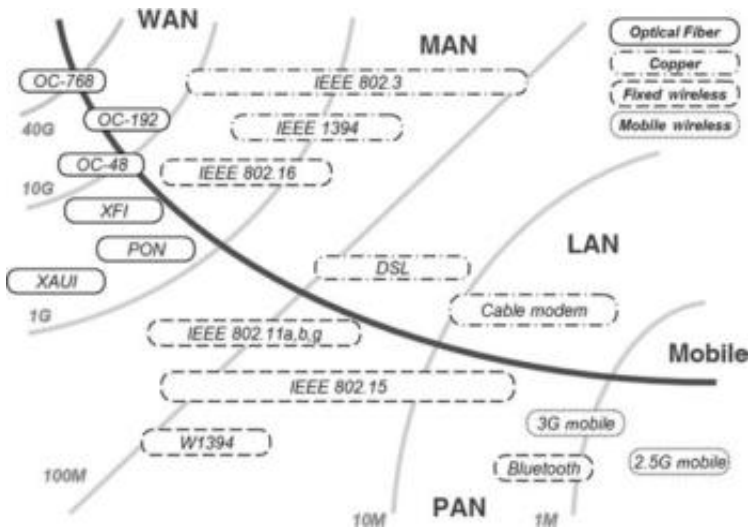 WAN
MAN
Optical Fiber
Copper
Fixed wireless
Mobile wireless
OC-768
IEEE 802.3
40G
OC-192
IEEE 1394
OC-48
IEEE 802.16
10G
XFI
PON
LAN
XAUI
DSL
1G
Cable modem
IEEE 802.11a,b,g
Mobile
IEEE 802.15
3G mobile
W1394
2.5G mobile
Bluetooth
100M
PAN
10M
1M